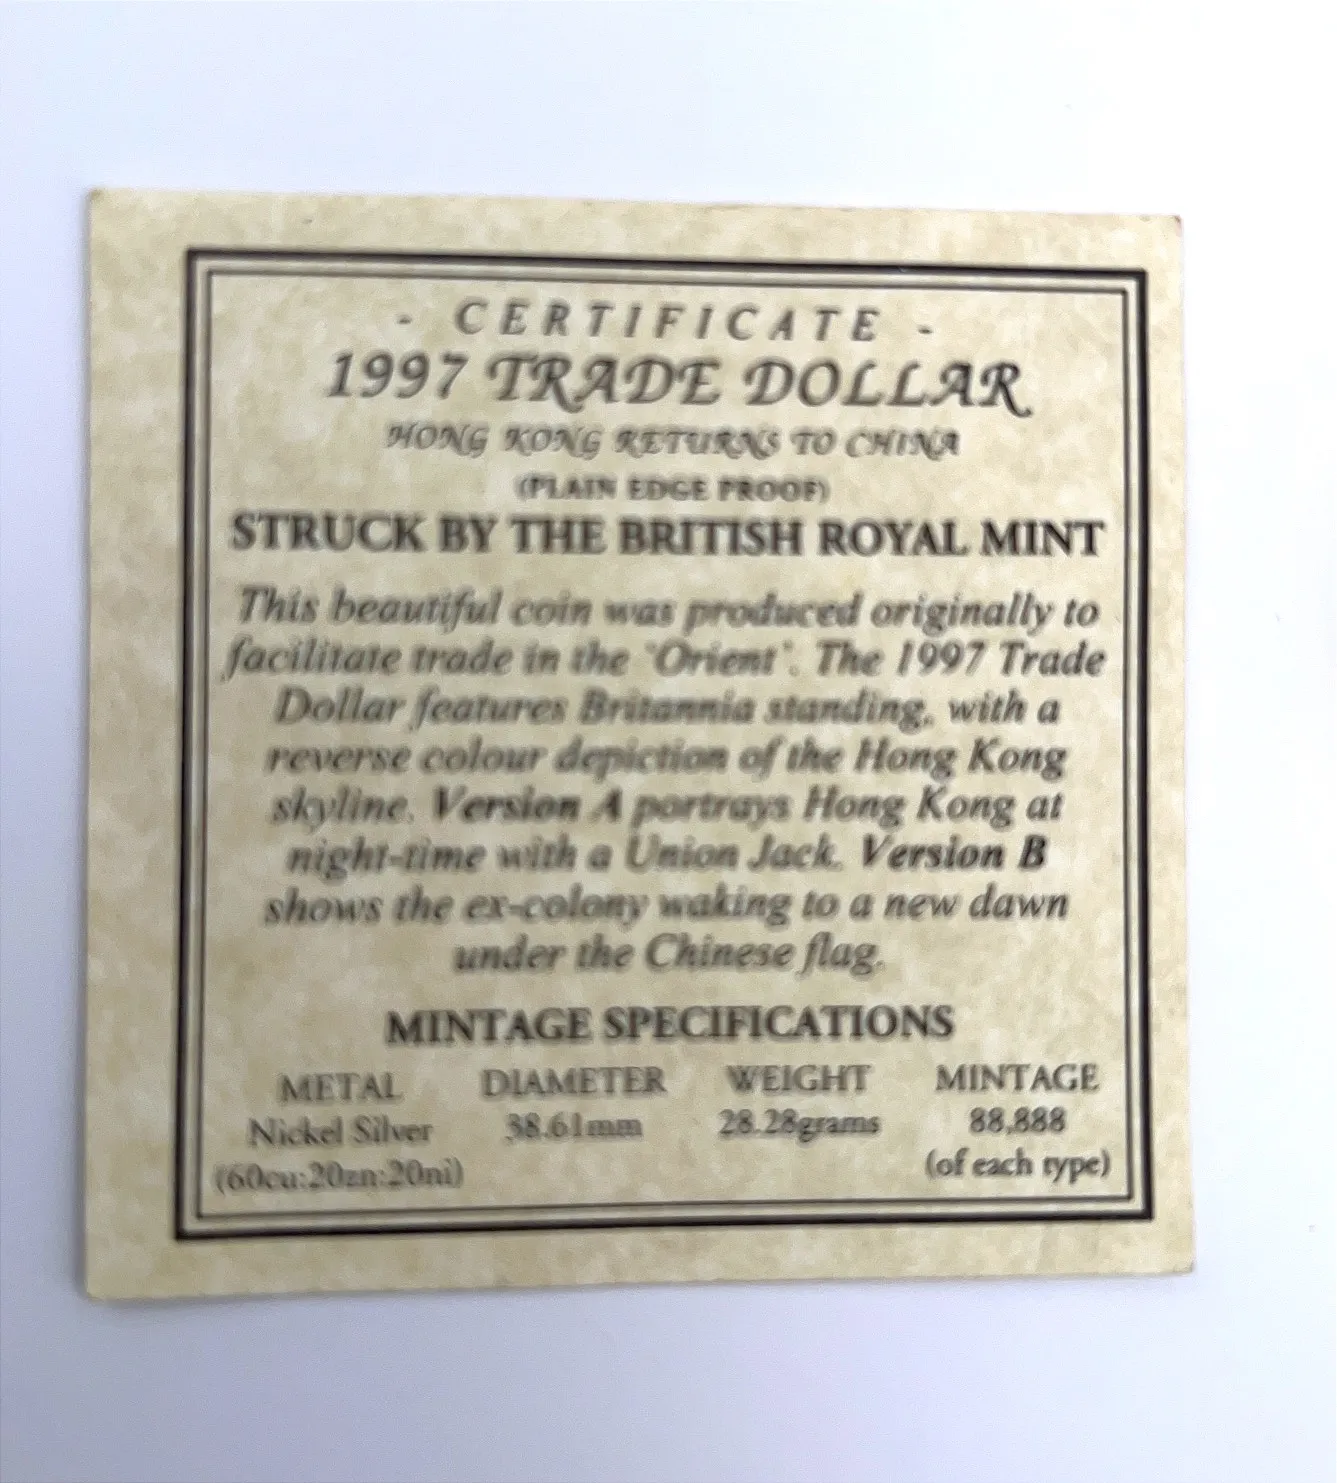 - CERTIFICATE -
1997 TRADE DOLLAR
HONG KONG RETURNS TO CHINA
(PLAIN EDGE PROOF)
STRUCK BY THE BRITISH ROYAL MINT
This beautiful coin was produced originally to
facilitate trade in the 'Orient'. The 1997 Trade
Dollar features Britannia standing, with a
reverse colour depiction of the Hong Kong
skyline. Version A portrays Hong Kong at
night-time with a Union Jack. Version B
shows the ex-colony waking to a new dawn
under the Chinese flag.
MINTAGE SPECIFICATIONS
METAL DIAMETER WEIGHT MINTAGE
Nickel Silver 38.61mm 28.28grams 88,888
(60cu:20zn:20ni) (of each type)